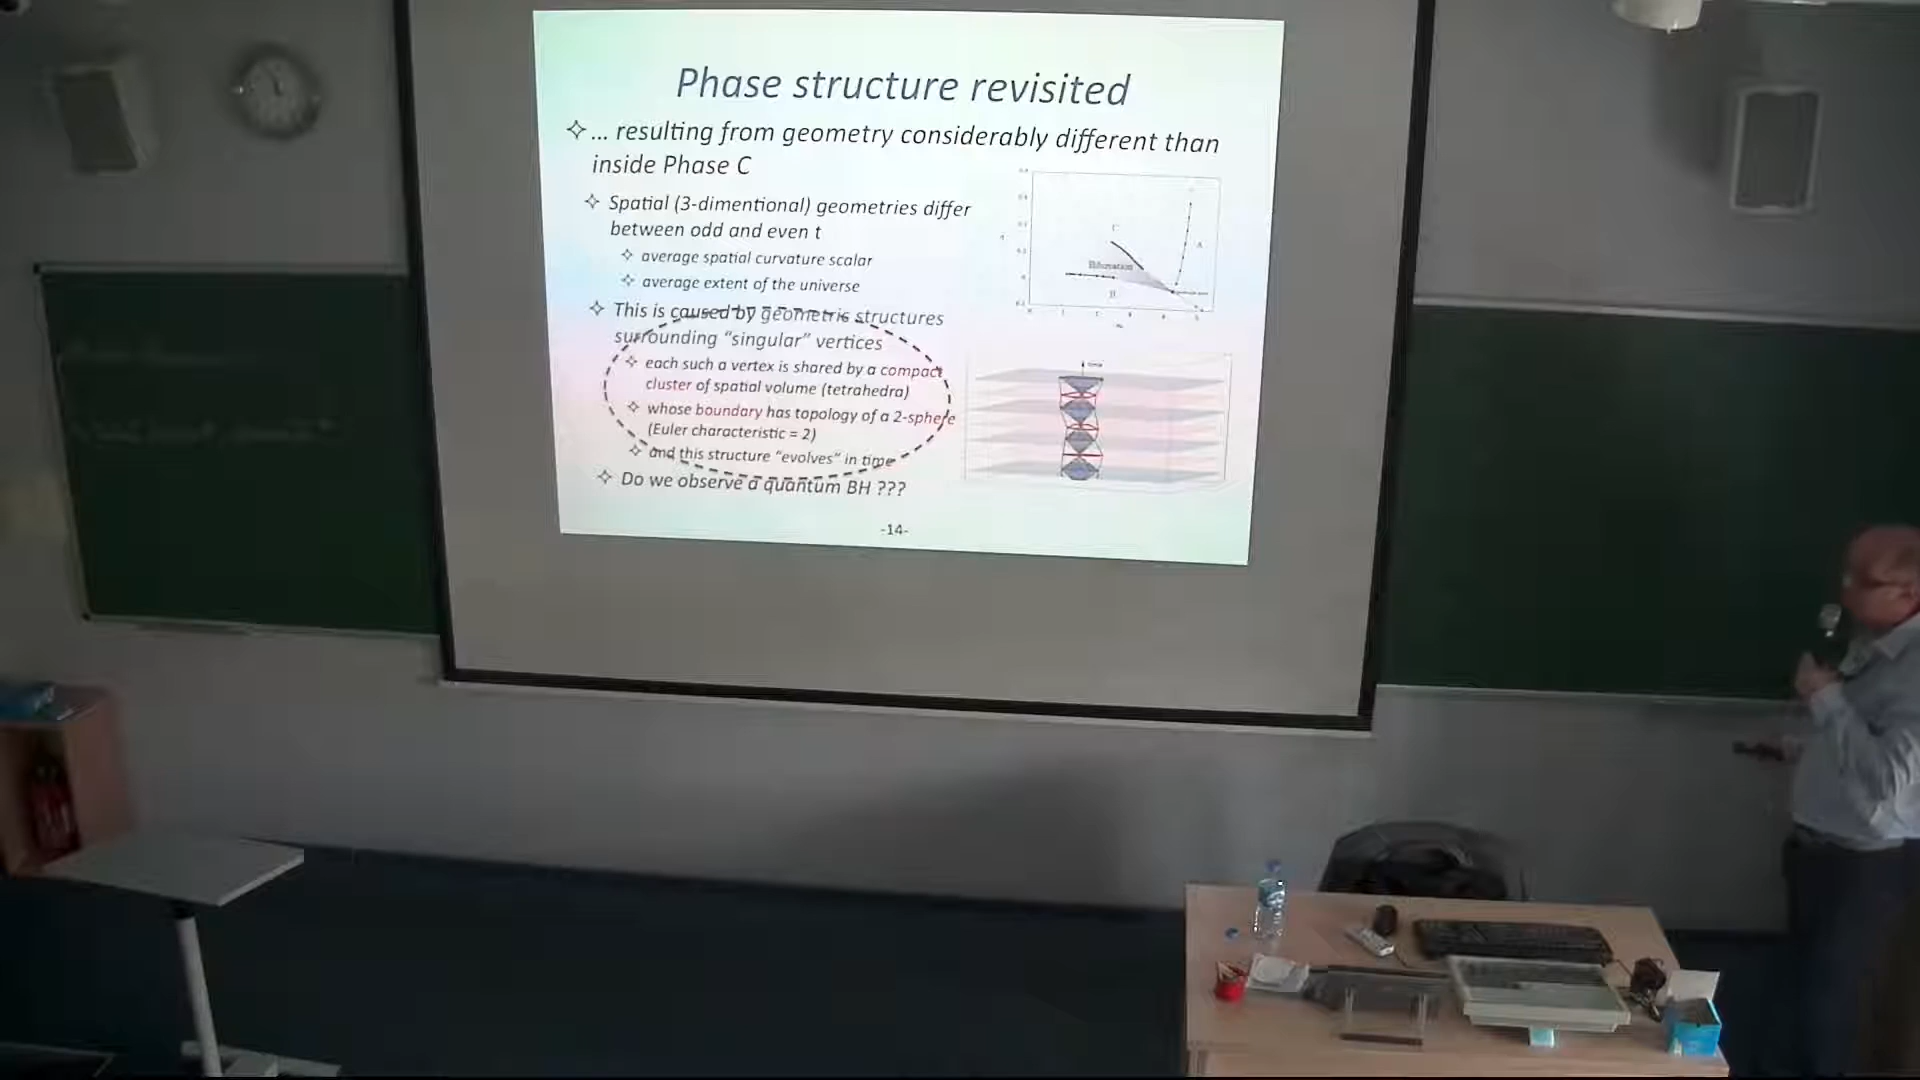 Phase structure revisited
... resulting from geometry considerably different than
inside Phase C
Spatial (3-dimentional) geometries differ
between odd and even t
average spatial curvature scalar
average extent of the universe
This is caused by geometric structures
surrounding “singular” vertices
each such a vertex is shared by a compact
cluster of spatial volume (tetrahedra)
whose boundary has topology of a 2-sphere
(Euler characteristic = 2)
and this structure “evolves” in time
Do we observe a quantum BH ???
C
A
Bifurcation
B
time
-14-